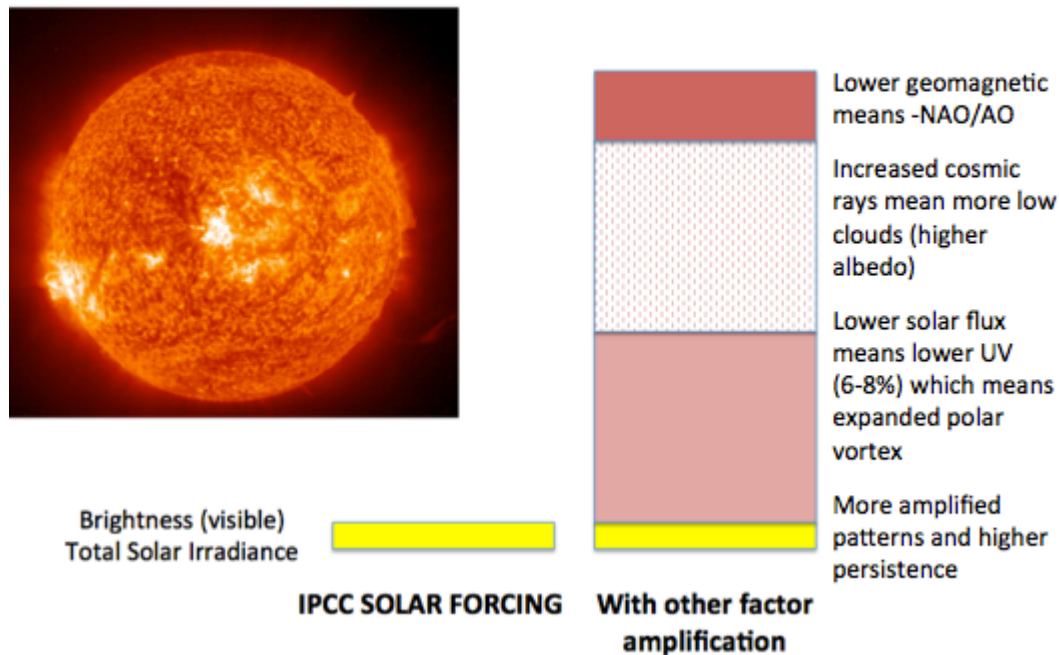 Lower geomagnetic
means -NAO/AO
Increased cosmic
rays mean more low
clouds (higher
albedo)
Lower solar flux
means lower UV
(6-8%) which means
expanded polar
vortex
More amplified
patterns and higher
persistence
Brightness (visible)
Total Solar Irradiance
IPCC SOLAR FORCING
With other factor
amplification